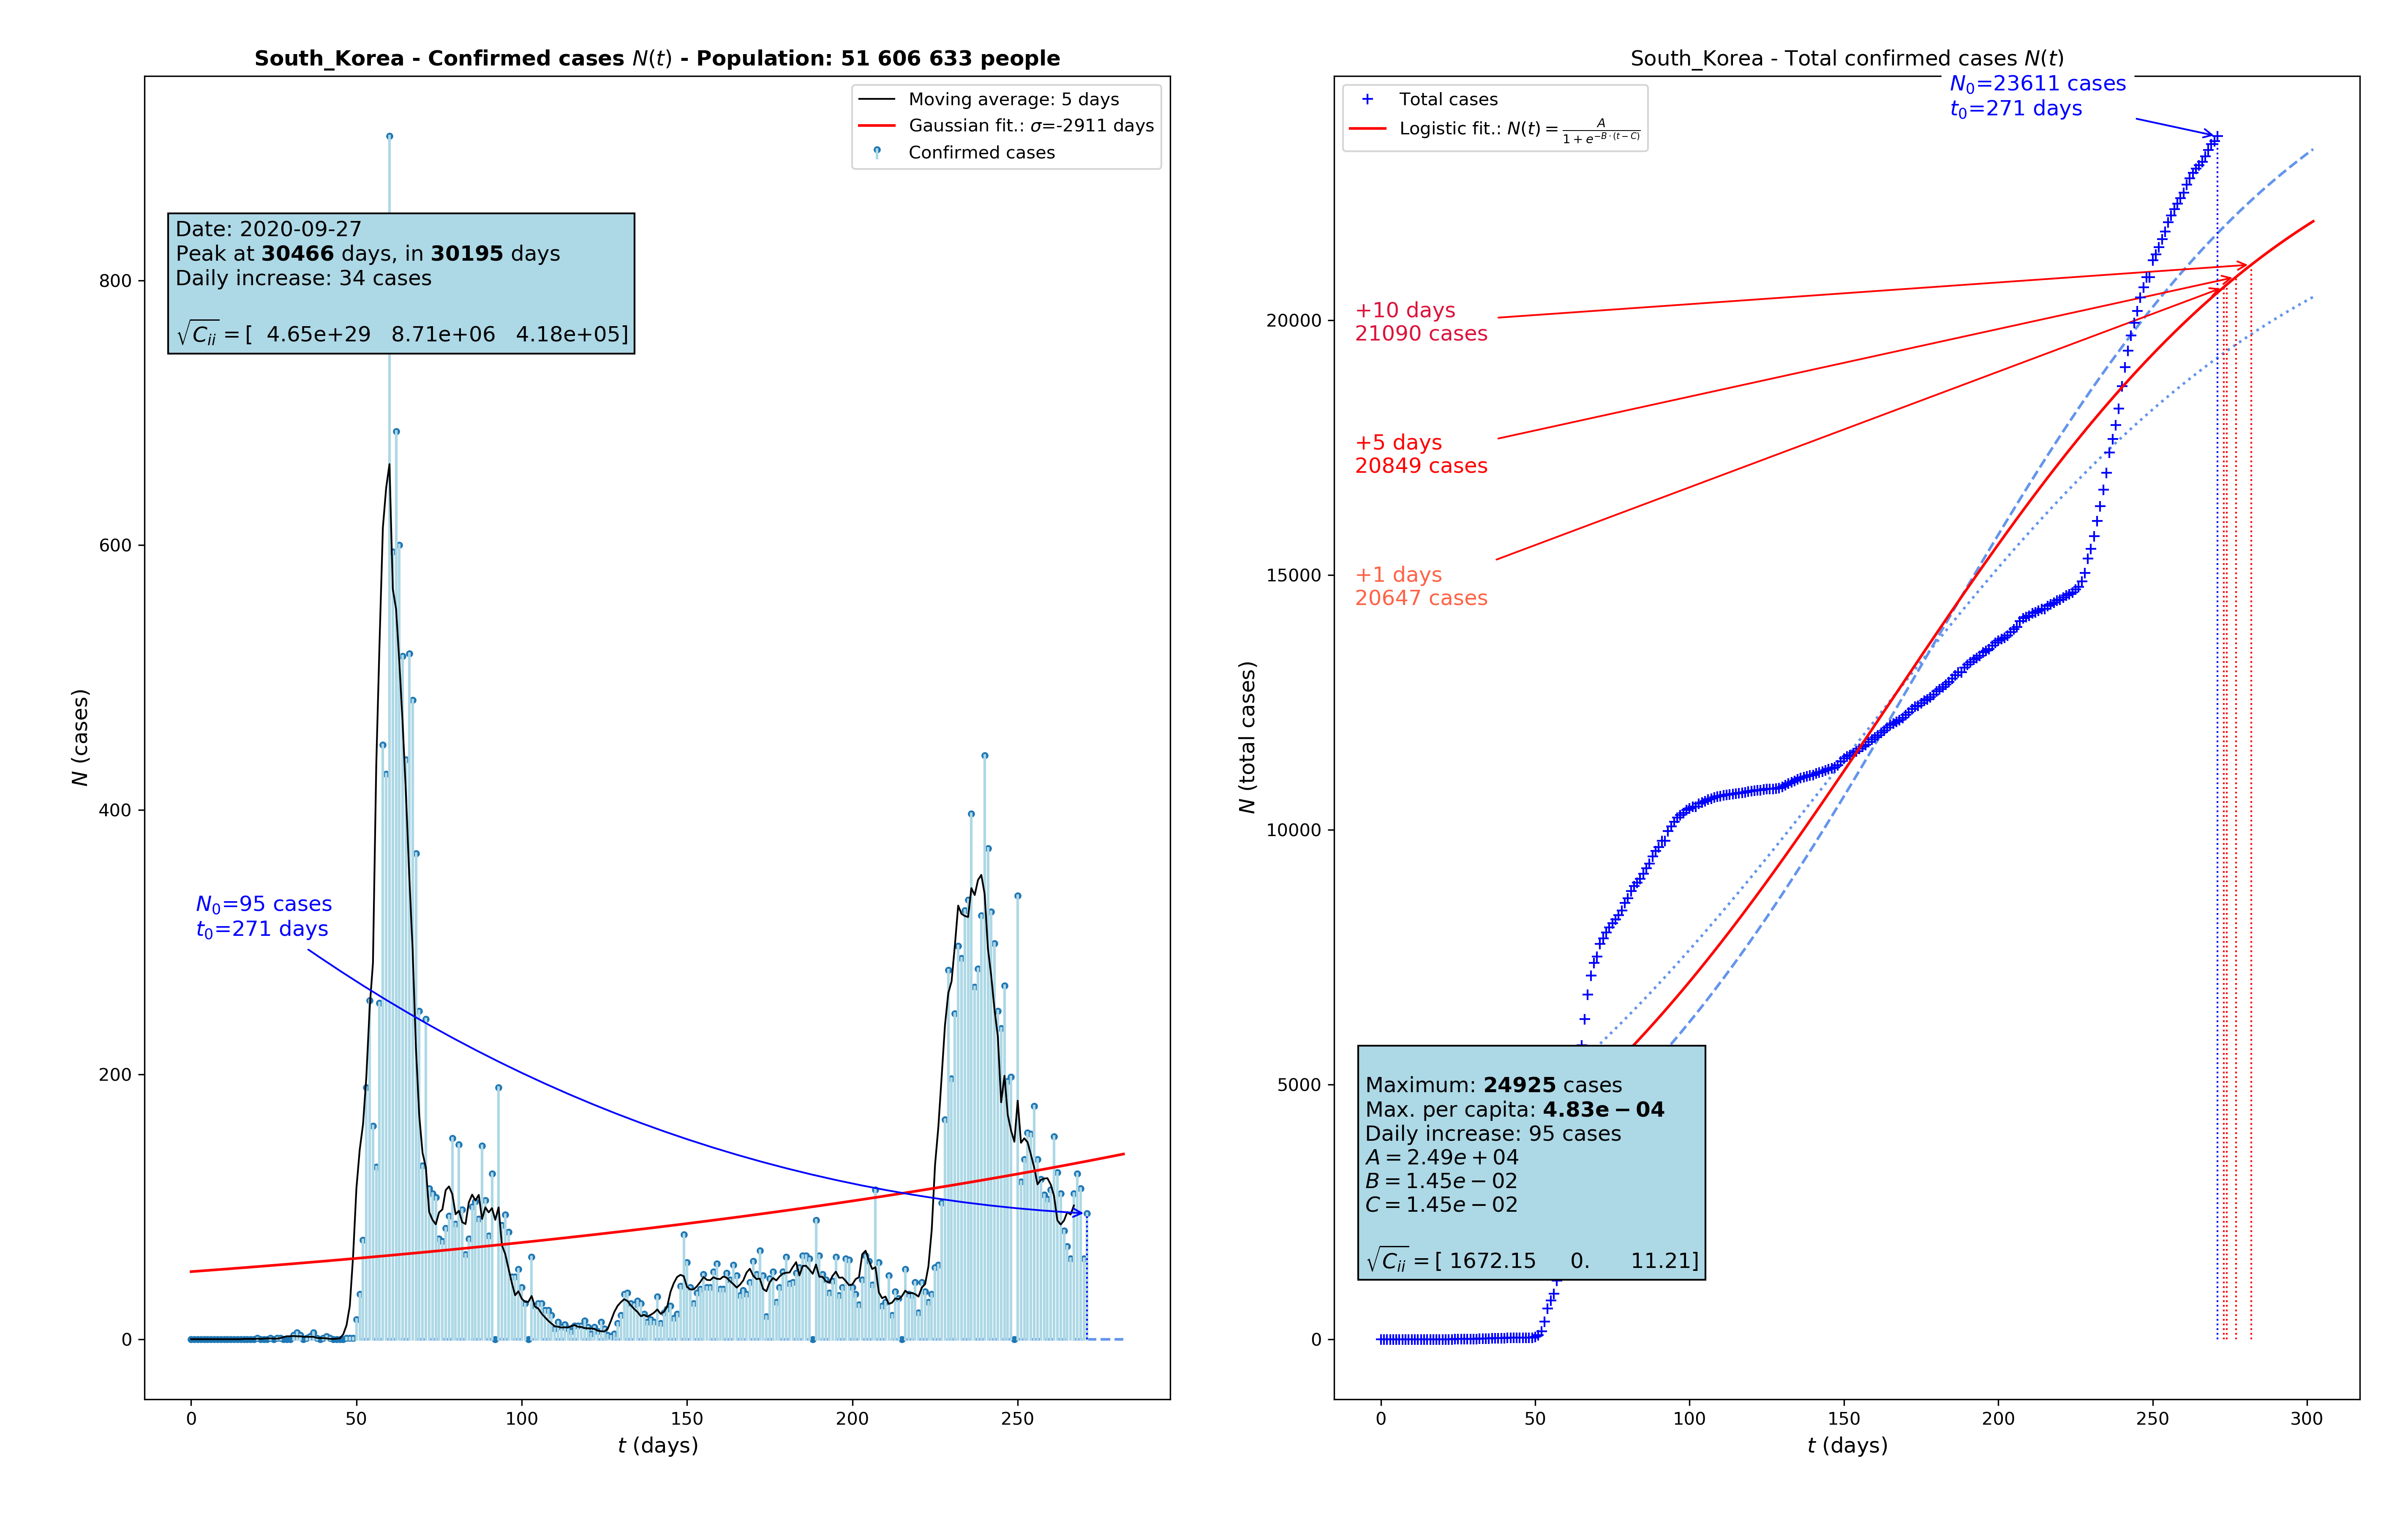 South_Korea - Confirmed cases N(t) - Population: 51 606 633 people
Moving average: 5 days
Gaussian fit.: σ=-2911 days
Confirmed cases
Date: 2020-09-27
Peak at 30466 days, in 30195 days
Daily increase: 34 cases
√C_ii = [ 4.65e+29 8.71e+06 4.18e+05]
N_0=95 cases
t_0=271 days
N (cases)
800
600
400
200
0
0 50 100 150 200 250
t (days)
South_Korea - Total confirmed cases N(t)
N_0=23611 cases
t_0=271 days
Total cases
Logistic fit.: N(t) = A / (1 + e^{-B·(t-C)})
+10 days
21090 cases
+5 days
20849 cases
+1 days
20647 cases
Maximum: 24925 cases
Max. per capita: 4.83e − 04
Daily increase: 95 cases
A = 2.49e + 04
B = 1.45e − 02
C = 1.45e − 02
√C_ii = [ 1672.15 0. 11.21]
N (total cases)
20000
15000
10000
5000
0
0 50 100 150 200 250 300
t (days)